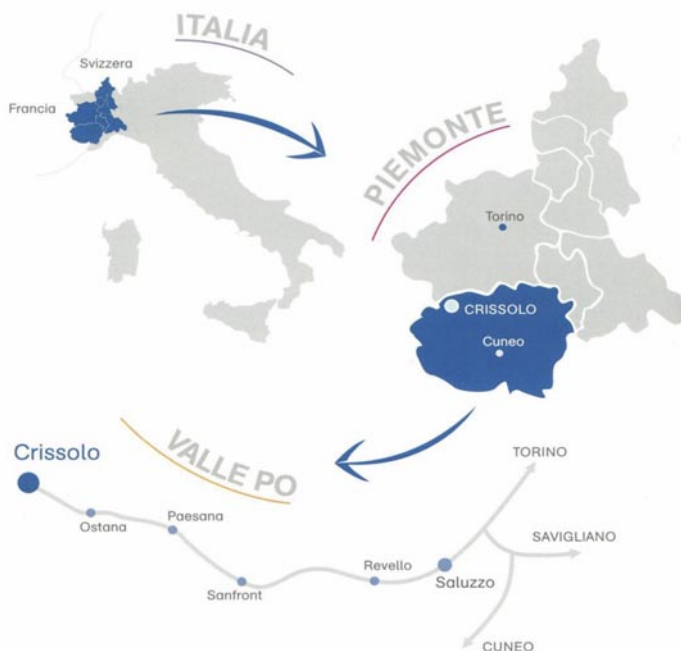 ITALIA
Svizzera
Francia
PIEMONTE
Torino
CRISSOLO
Cuneo
VALLE PO
Crissolo
Ostana
Paesana
Sanfront
Revello
Saluzzo
TORINO
SAVIGLIANO
CUNEO